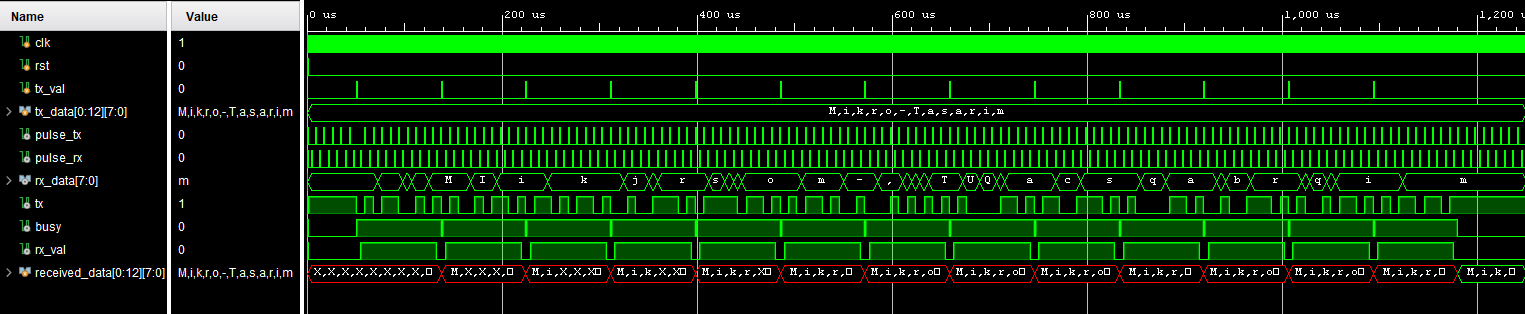 Name Value 0 us 200 us 400 us 600 us 800 us 1,000 us 1,200 us
clk 1
rst 0
tx_val 0
tx_data[0:12][7:0] M,i,k,r,o,-,T,a,s,a,r,i,m M,i,k,r,o,-,T,a,s,a,r,i,m
pulse_tx 0
pulse_rx 0
rx_data[7:0] m M I i k j r s o m - , T U Q a c s q a b r q i m
tx 1
busy 0
rx_val 0
received_data[0:12][7:0] M,i,k,r,o,-,T,a,s,a,r,i,m X,X,X,X,X,X,X,X,□ M,X,X,X,□ M,i,X,X□ M,i,k,X,X□ M,i,k,r,X□ M,i,k,r,□ M,i,k,r,o□ M,i,k,r,o□ M,i,k,r,o□ M,i,k,r,□ M,i,k,r,o□ M,i,k,r,o□ M,i,k,r,□ M,i,k,□